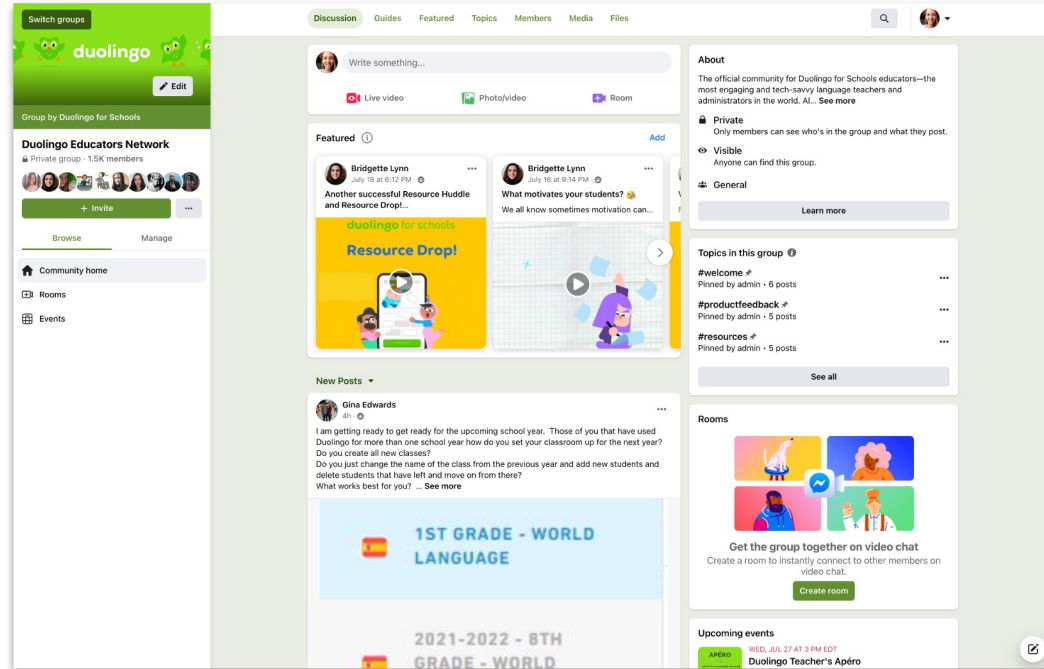 Switch groups
duolingo
Edit
Group by Duolingo for Schools
Duolingo Educators Network
Private group · 1.5K members
+ Invite
Browse
Manage
Community home
Rooms
Events
Discussion
Guides
Featured
Topics
Members
Media
Files
Write something...
Live video
Photo/video
Room
Featured
Add
Bridgette Lynn
July 18 at 6:12 PM ·
Another successful Resource Huddle
and Resource Drop!...
duolingo for schools
Resource Drop!
Bridgette Lynn
July 16 at 9:14 PM ·
What motivates your students?
We all know sometimes motivation can...
New Posts
Gina Edwards
4h ·
I am getting ready to get ready for the upcoming school year. Those of you that have used
Duolingo for more than one school year how do you set your classroom up for the next year?
Do you create all new classes?
Do you just change the name of the class from the previous year and add new students and
delete students that have left and move on from there?
What works best for you? ... See more
1ST GRADE - WORLD
LANGUAGE
2021-2022 - 8TH
GRADE - WORLD
About
The official community for Duolingo for Schools educators—the
most engaging and tech-savvy language teachers and
administrators in the world. Al... See more
Private
Only members can see who's in the group and what they post.
Visible
Anyone can find this group.
General
Learn more
Topics in this group
#welcome
Pinned by admin • 6 posts
#productfeedback
Pinned by admin • 5 posts
#resources
Pinned by admin • 5 posts
See all
Rooms
Get the group together on video chat
Create a room to instantly connect to other members on
video chat.
Create room
Upcoming events
APÉRO
WED, JUL 27 AT 3 PM EDT
Duolingo Teacher's Apéro